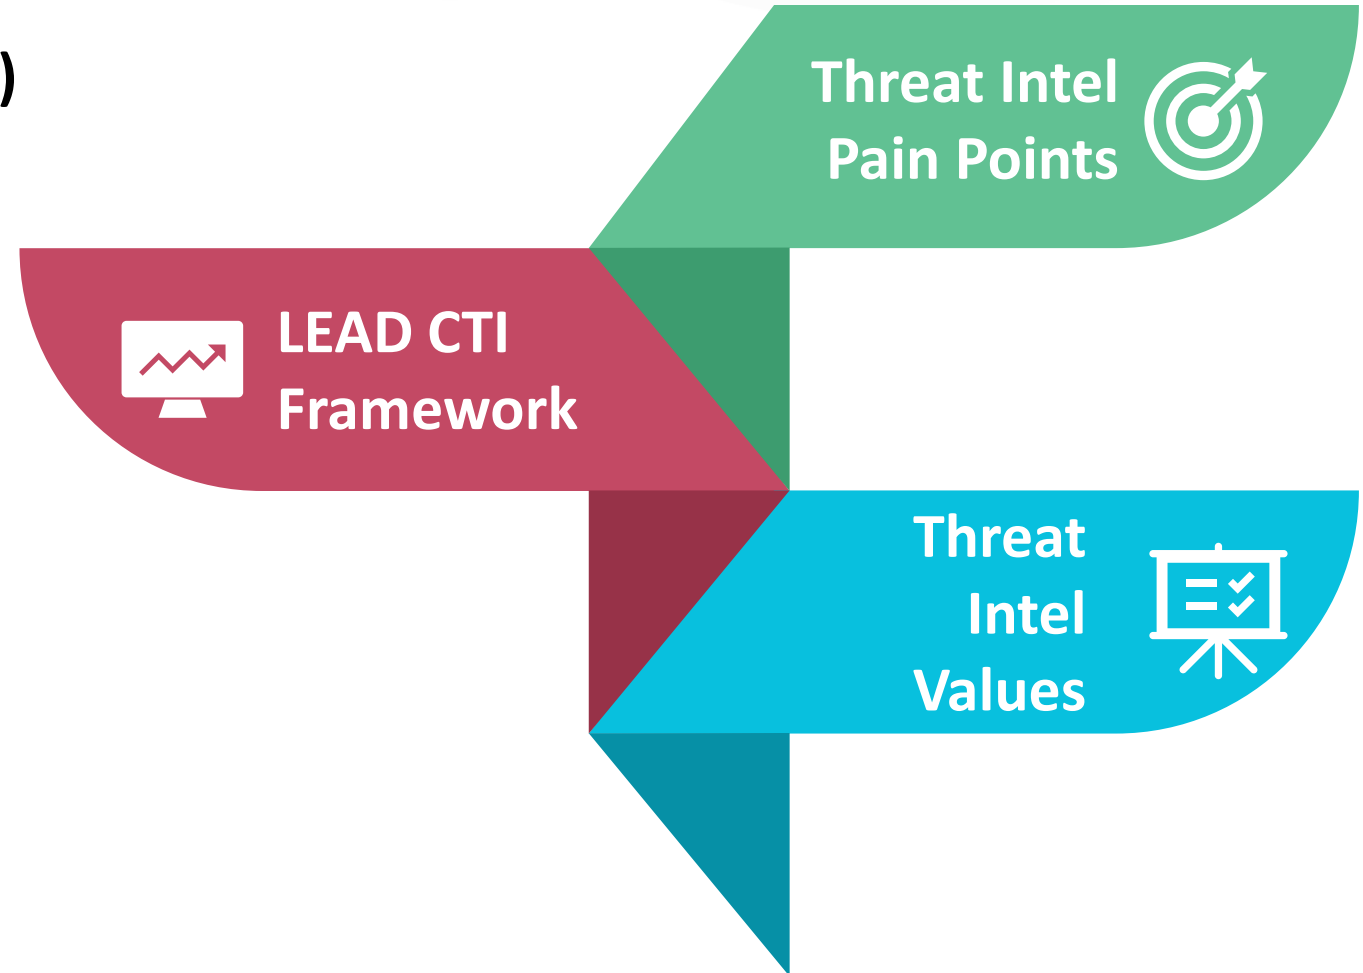 )
Threat Intel
Pain Points
LEAD CTI
Framework
Threat
Intel
Values